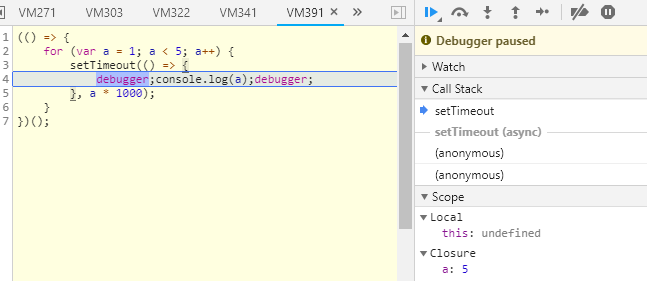 VM271 VM303 VM322 VM341 VM391 × »
1 (() => {
2 for (var a = 1; a < 5; a++) {
3 setTimeout(() => {
4 debugger;console.log(a);debugger;
5 }, a * 1000);
6 }
7 })();
Debugger paused
Watch
Call Stack
setTimeout
setTimeout (async)
(anonymous)
(anonymous)
Scope
Local
this: undefined
Closure
a: 5